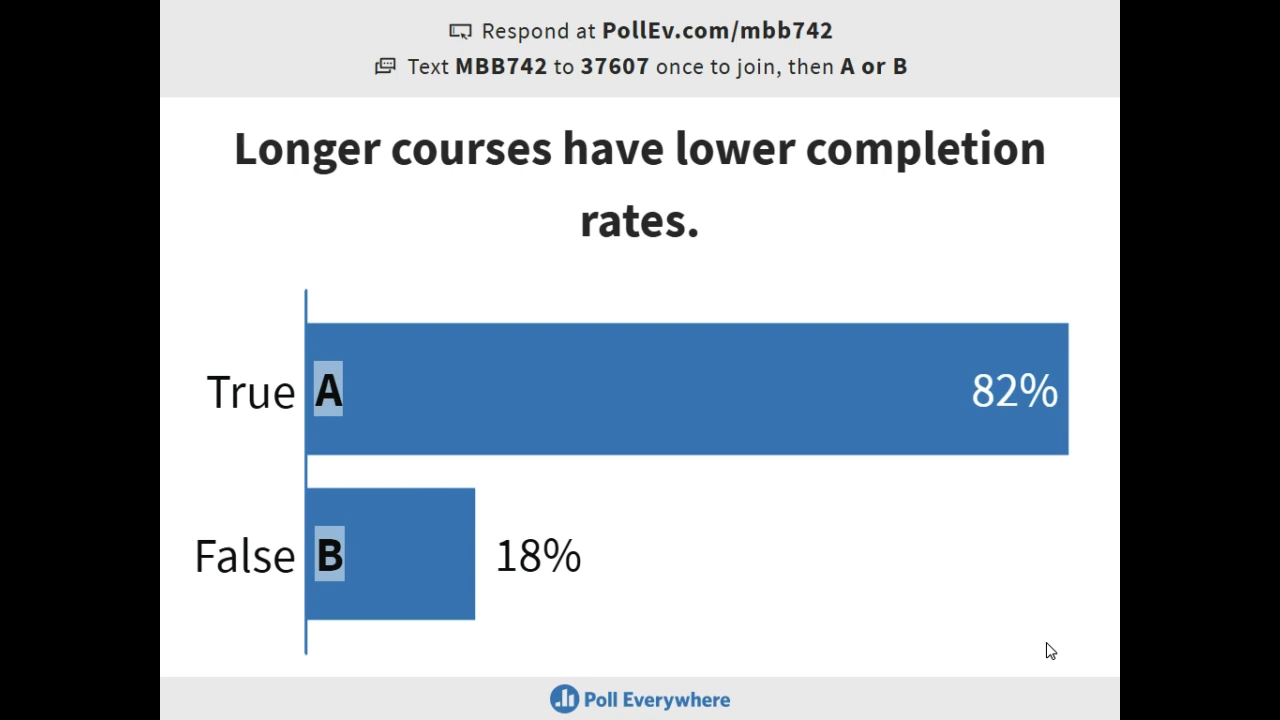 Respond at PollEv.com/mbb742
Text MBB742 to 37607 once to join, then A or B
Longer courses have lower completion
rates.
True A 82%
False B 18%
Poll Everywhere